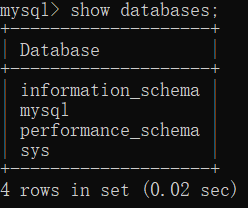 mysql> show databases;
+--------------------+
| Database           |
+--------------------+
| information_schema |
| mysql              |
| performance_schema |
| sys                |
+--------------------+
4 rows in set (0.02 sec)